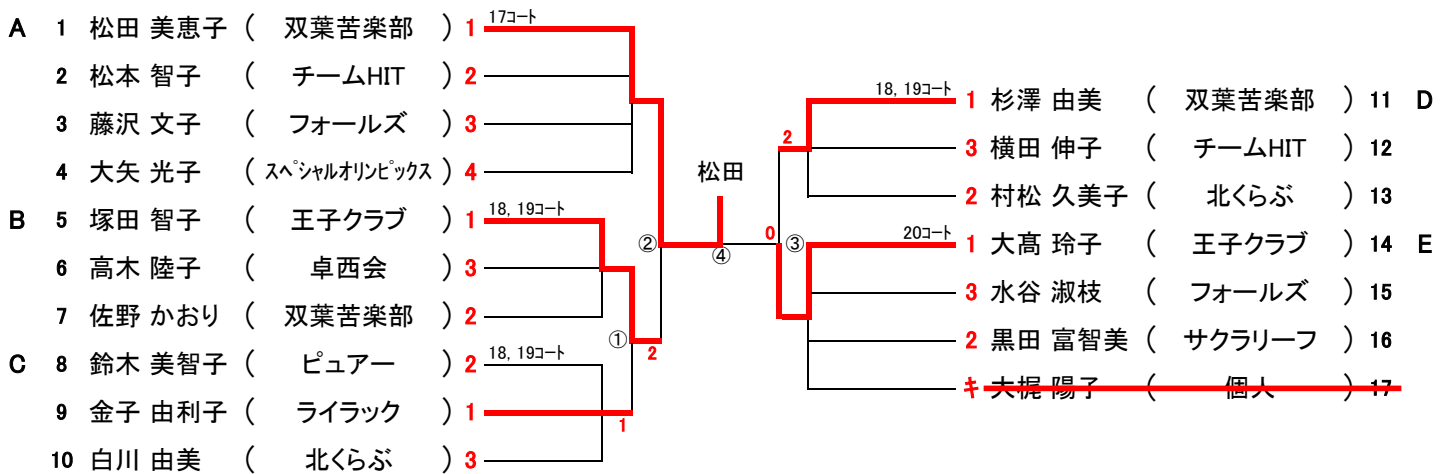 17コート
A 1 松田 美恵子 ( 双葉苦楽部 ) 1
2 松本 智子 ( チームHIT ) 2
3 藤沢 文子 ( フォールズ ) 3
4 大矢 光子 ( スペシャルオリンピックス ) 4
18, 19コート
B 5 塚田 智子 ( 王子クラブ ) 1
6 高木 陸子 ( 卓西会 ) 3
7 佐野 かおり ( 双葉苦楽部 ) 2
18, 19コート
C 8 鈴木 美智子 ( ピュアー ) 2
9 金子 由利子 ( ライラック ) 1
10 白川 由美 ( 北くらぶ ) 3
①
2
1
②
松田
④
0
③
2
18, 19コート
1 杉澤 由美 ( 双葉苦楽部 ) 11 D
3 横田 伸子 ( チームHIT ) 12
2 村松 久美子 ( 北くらぶ ) 13
20コート
1 大髙 玲子 ( 王子クラブ ) 14 E
3 水谷 淑枝 ( フォールズ ) 15
2 黒田 富智美 ( サクラリーフ ) 16
キ 大梶 陽子 ( 個人 ) 17